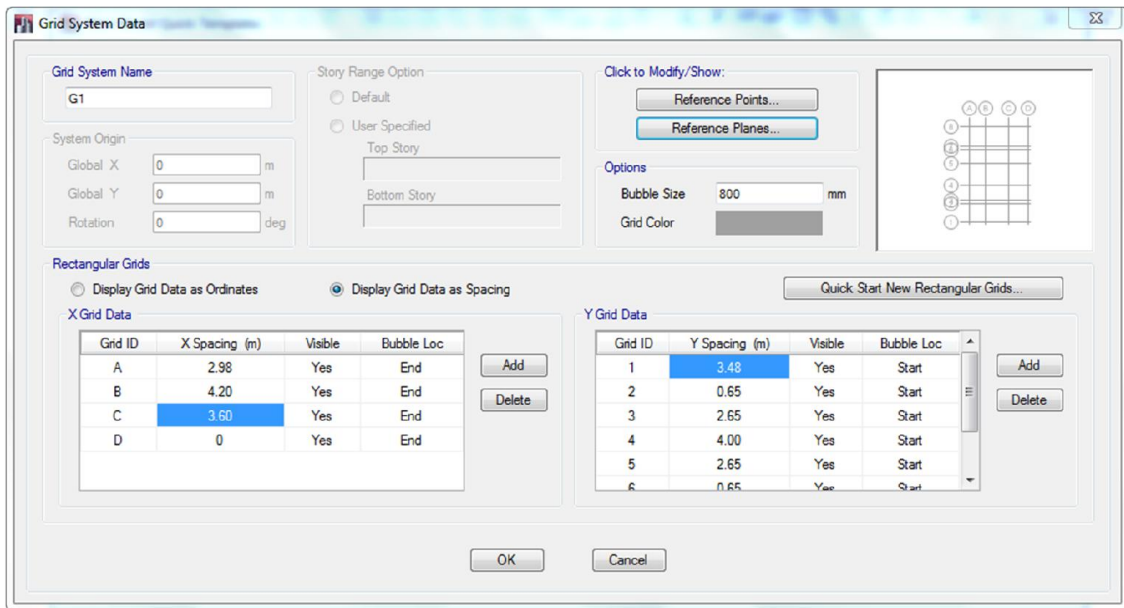 Grid System Data
Grid System Name
G1
System Origin
Global X 0 m
Global Y 0 m
Rotation 0 deg
Story Range Option
Default
User Specified
Top Story
Bottom Story
Click to Modify/Show:
Reference Points...
Reference Planes...
Options
Bubble Size 800 mm
Grid Color
A B C D
Rectangular Grids
Display Grid Data as Ordinates
Display Grid Data as Spacing
Quick Start New Rectangular Grids...
X Grid Data
Grid ID X Spacing (m) Visible Bubble Loc
A 2.98 Yes End
B 4.20 Yes End
C 3.60 Yes End
D 0 Yes End
Add
Delete
Y Grid Data
Grid ID Y Spacing (m) Visible Bubble Loc
1 3.48 Yes Start
2 0.65 Yes Start
3 2.65 Yes Start
4 4.00 Yes Start
5 2.65 Yes Start
6 0.65 Yes Start
Add
Delete
OK
Cancel